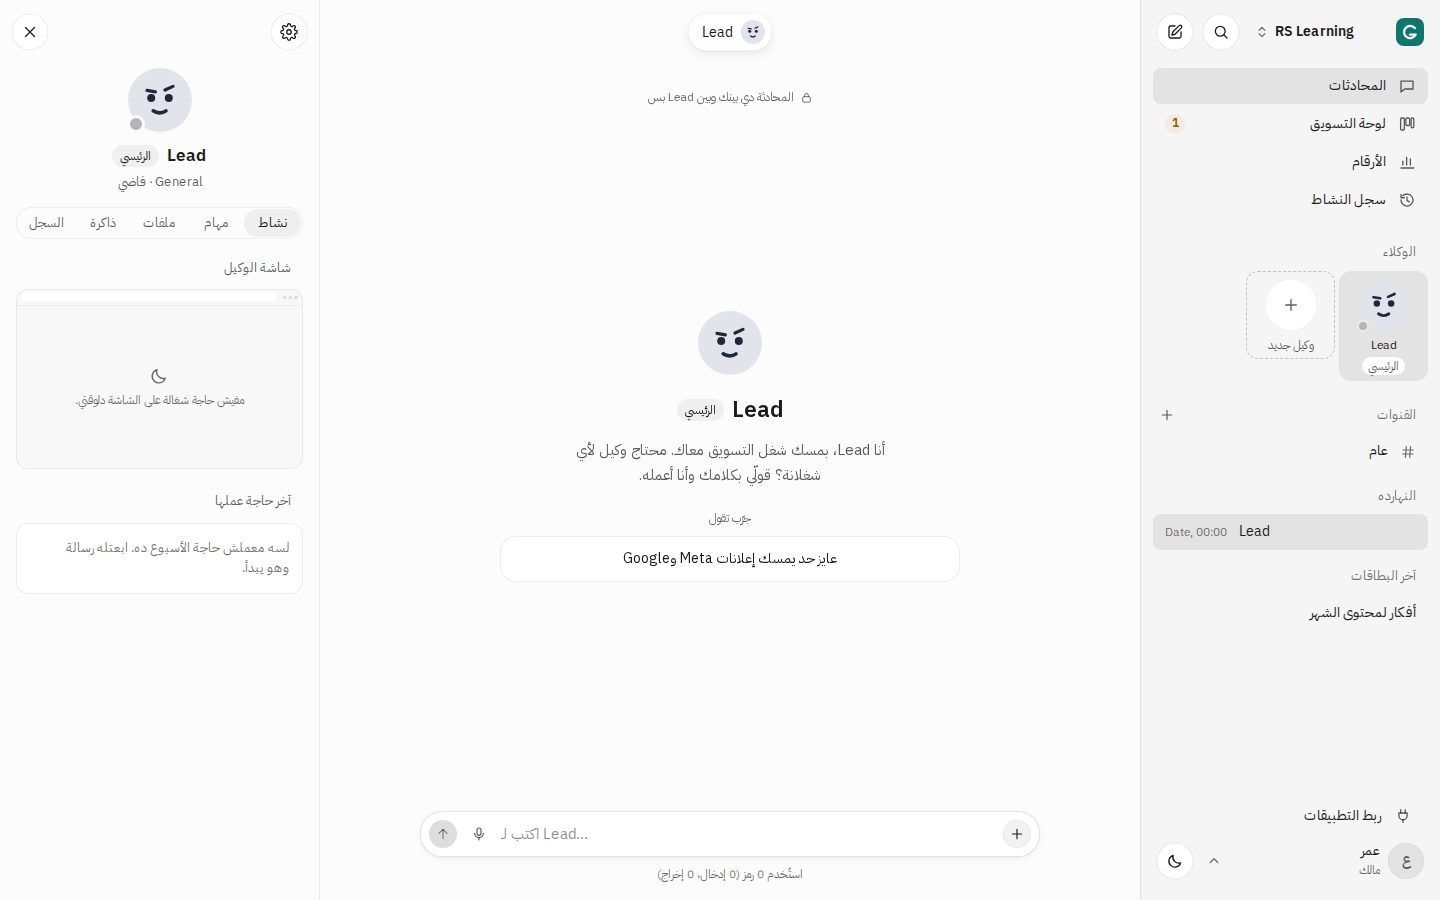 RS Learning
المحادثات
لوحة التسويق
1
الأرقام
سجل النشاط
الوكلاء
Lead
الرئيسي
وكيل جديد
القنوات
عام
النهارده
Lead
Date, 00:00
آخر البطاقات
أفكار لمحتوى الشهر
ربط التطبيقات
ع
عمر
مالك
Lead
المحادثة دي بينك وبين Lead بس
Lead
الرئيسي
أنا Lead، بمسك شغل التسويق معاك. محتاج وكيل لأي
شغلانة؟ قولّي بكلامك وأنا أعمله.
جرّب تقول
عايز حد يمسك إعلانات Meta وGoogle
اكتب لـ Lead...
استُخدم 0 رمز (0 إدخال، 0 إخراج)
Lead
الرئيسي
General · فاضي
نشاط
مهام
ملفات
ذاكرة
السجل
شاشة الوكيل
مفيش حاجة شغالة على الشاشة دلوقتي.
آخر حاجة عملها
لسه معملش حاجة الأسبوع ده. ابعتله رسالة
وهو يبدأ.